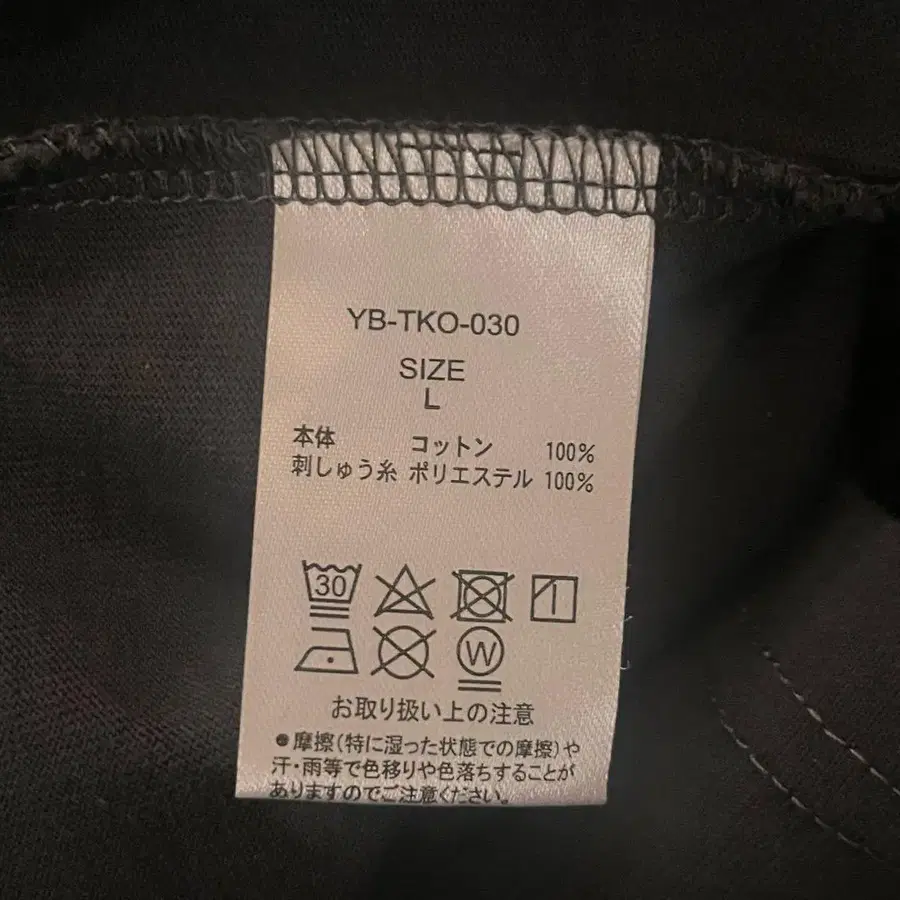 YB-TKO-030
SIZE
L
本体 コットン 100%
刺しゅう糸 ポリエステル 100%
30
W
お取り扱い上の注意
●摩擦(特に湿った状態での摩擦)や
汗・雨等で色移りや色落ちすることが
ありますのでご注意ください。